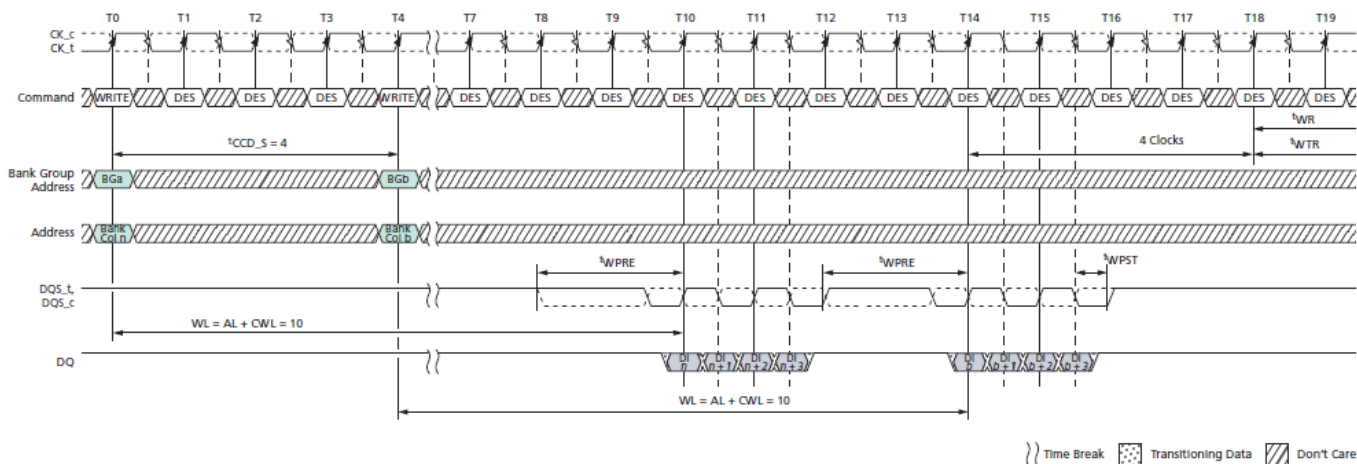 T0 T1 T2 T3 T4 T7 T8 T9 T10 T11 T12 T13 T14 T15 T16 T17 T18 T19
CK_c
CK_t
Command WRITE DES DES DES WRITE DES DES DES DES DES DES DES DES DES DES DES DES DES
tWR
tCCD_S = 4 4 Clocks tWTR
Bank Group
Address BGa BGb
Address Bank
Col n Bank
Col b
tWPRE tWPRE tWPST
DQS_t,
DQS_c
WL = AL + CWL = 10
DQ DI
n DI
n + 1 DI
n + 2 DI
n + 3 DI
b DI
b + 1 DI
b + 2 DI
b + 3
WL = AL + CWL = 10
Time Break Transitioning Data Don't Care